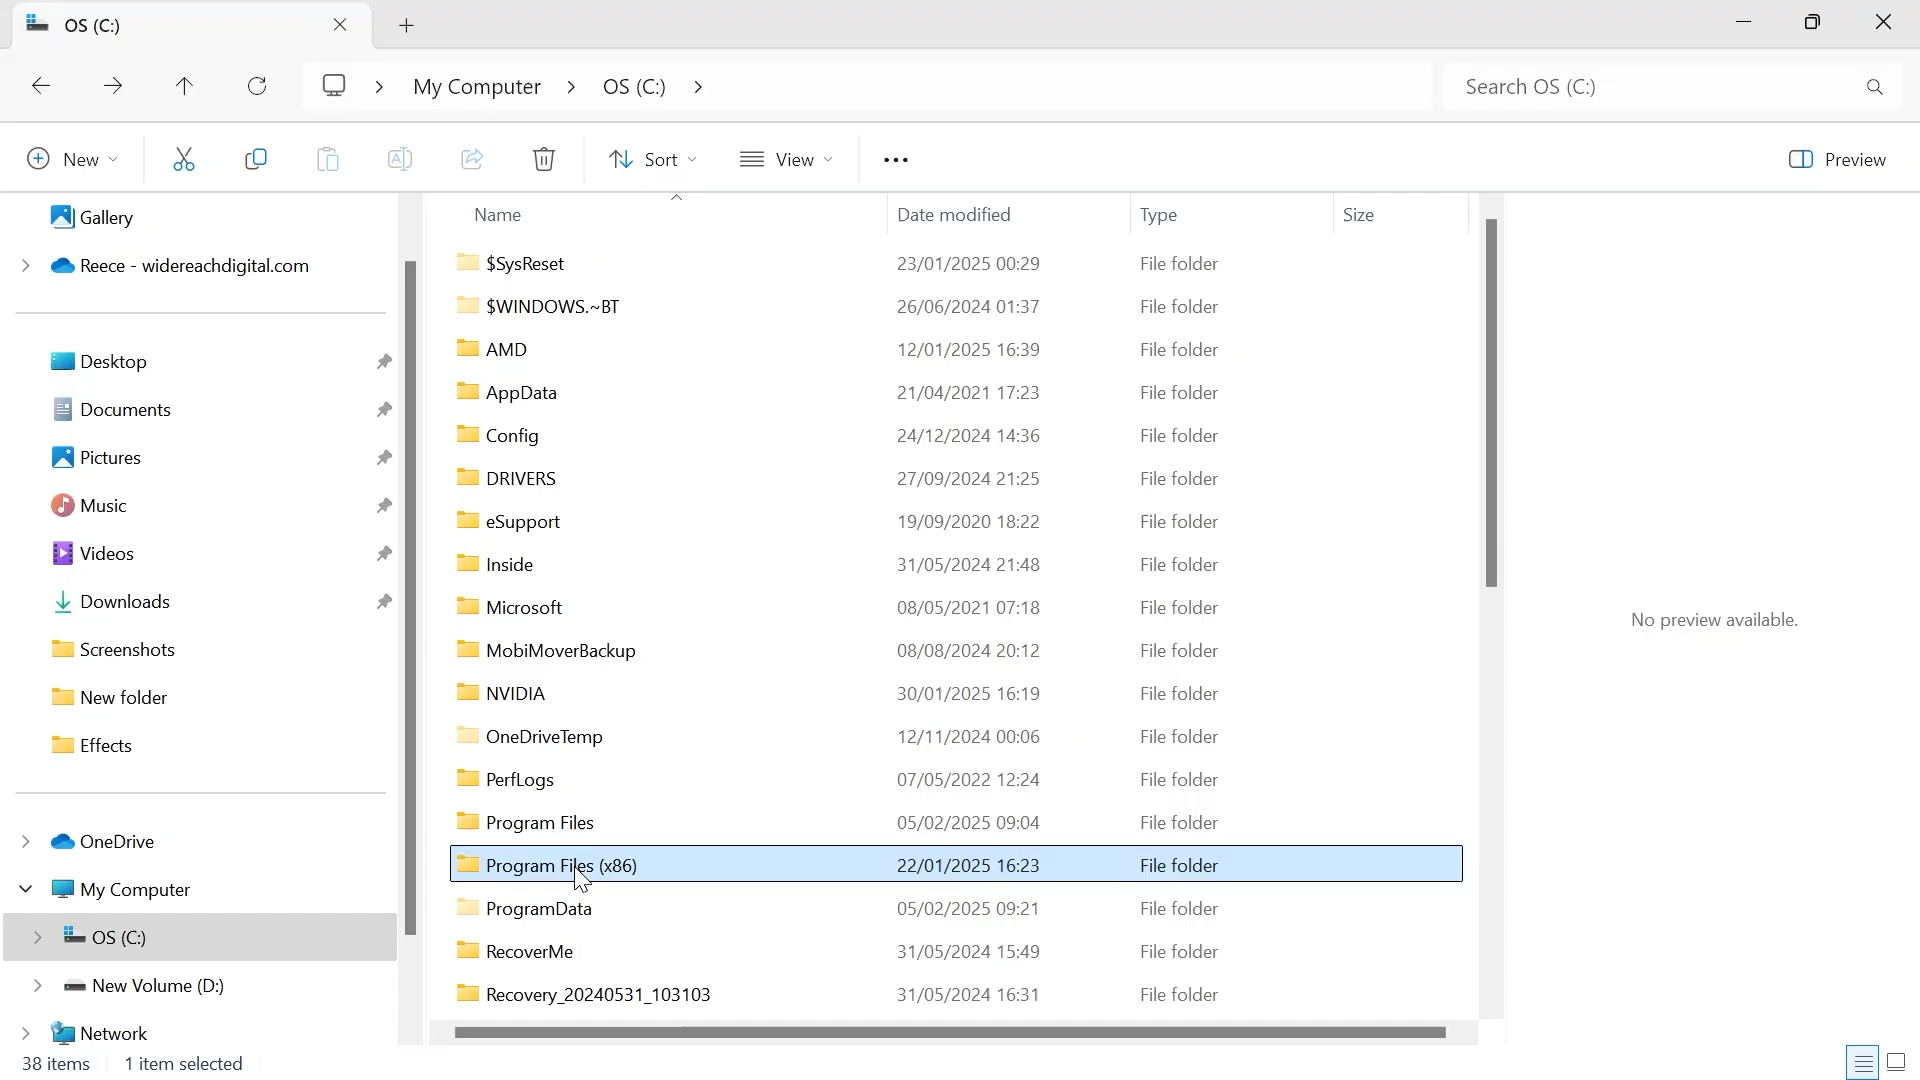 OS (C:)
My Computer > OS (C:) >
Search OS (C:)
New
Sort
View
Preview
Gallery
Reece - widereachdigital.com
Desktop
Documents
Pictures
Music
Videos
Downloads
Screenshots
New folder
Effects
OneDrive
My Computer
OS (C:)
New Volume (D:)
Network
Name Date modified Type Size
$SysReset 23/01/2025 00:29 File folder
$WINDOWS.~BT 26/06/2024 01:37 File folder
AMD 12/01/2025 16:39 File folder
AppData 21/04/2021 17:23 File folder
Config 24/12/2024 14:36 File folder
DRIVERS 27/09/2024 21:25 File folder
eSupport 19/09/2020 18:22 File folder
Inside 31/05/2024 21:48 File folder
Microsoft 08/05/2021 07:18 File folder
MobiMoverBackup 08/08/2024 20:12 File folder
NVIDIA 30/01/2025 16:19 File folder
OneDriveTemp 12/11/2024 00:06 File folder
PerfLogs 07/05/2022 12:24 File folder
Program Files 05/02/2025 09:04 File folder
Program Files (x86) 22/01/2025 16:23 File folder
ProgramData 05/02/2025 09:21 File folder
RecoverMe 31/05/2024 15:49 File folder
Recovery_20240531_103103 31/05/2024 16:31 File folder
No preview available.
38 items 1 item selected